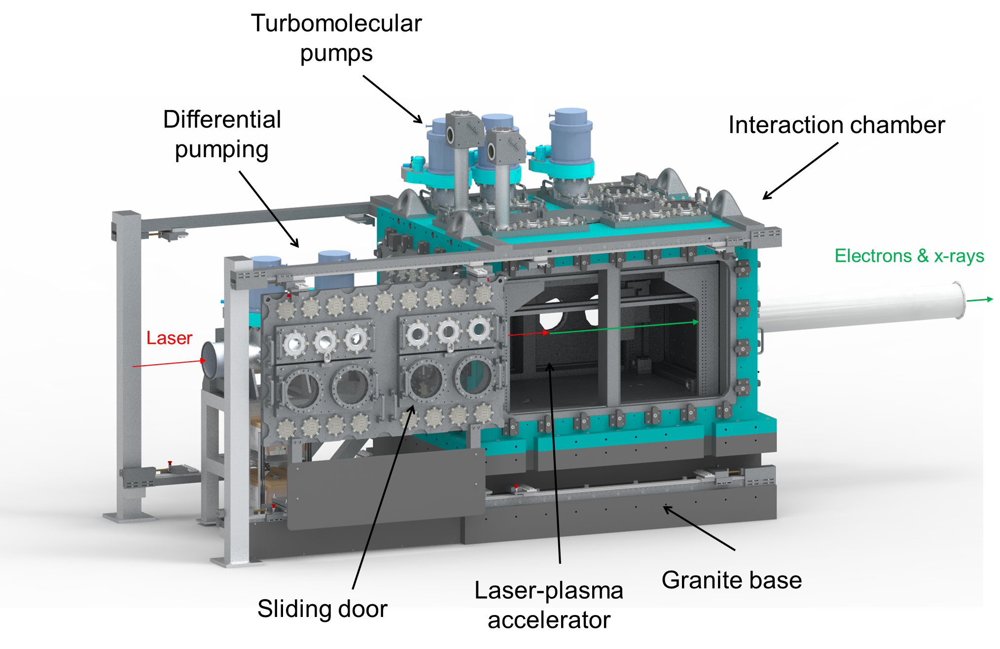 Turbomolecular
pumps
Differential
pumping
Interaction chamber
Electrons & x-rays
Laser
Laser-plasma
accelerator
Granite base
Sliding door